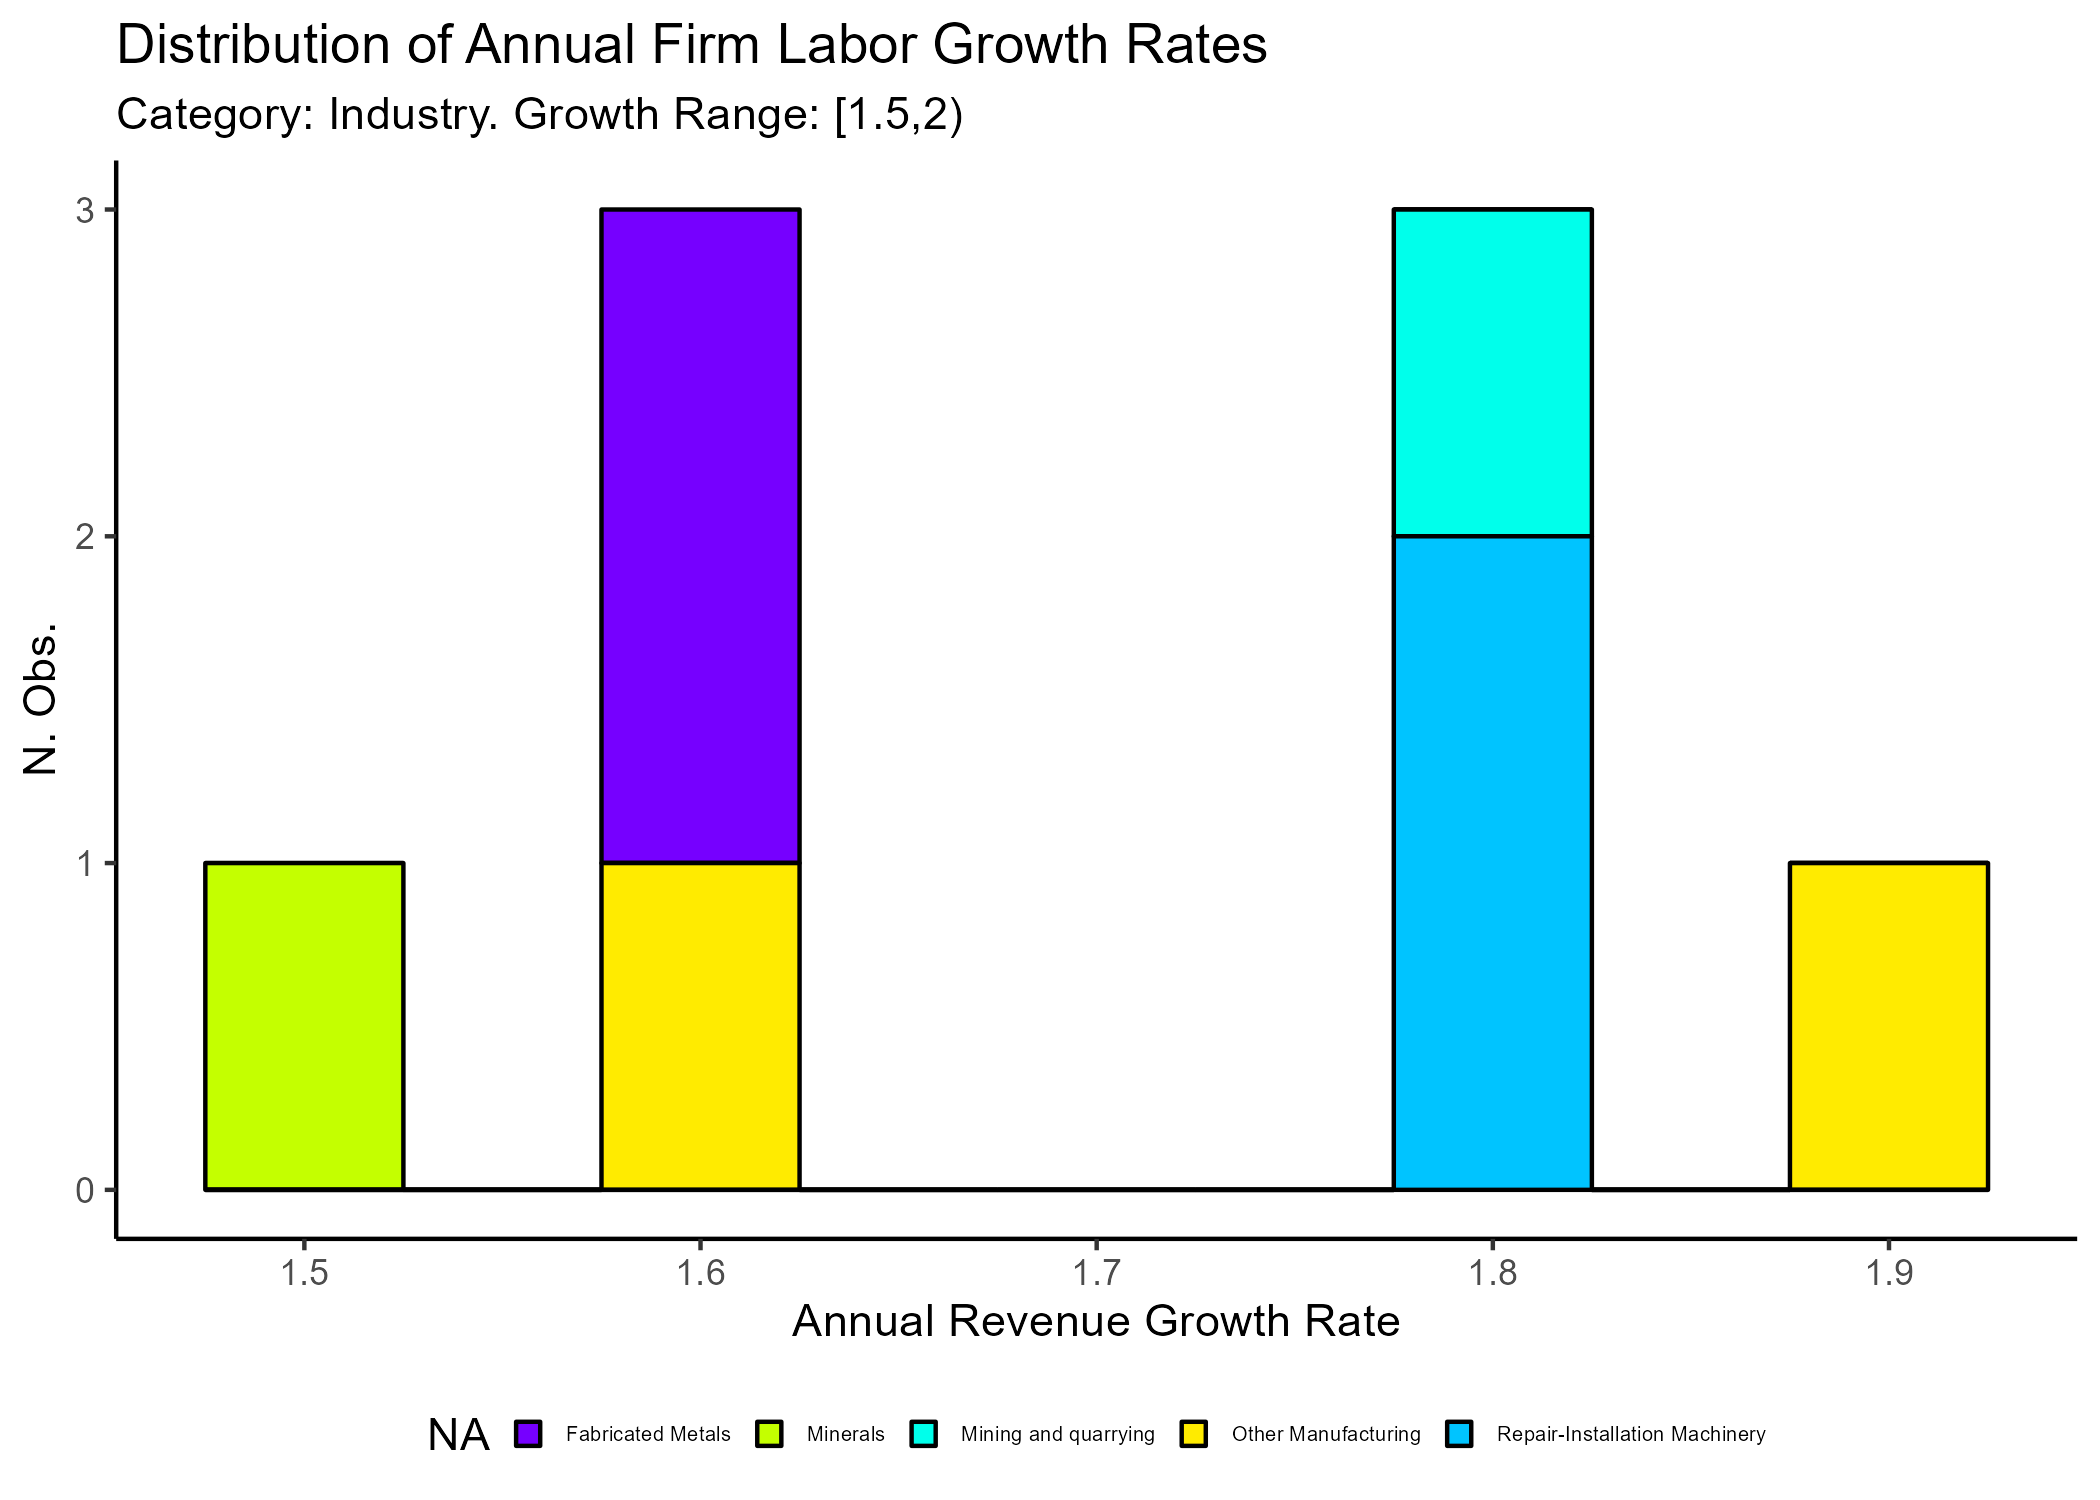 Distribution of Annual Firm Labor Growth Rates
Category: Industry. Growth Range: [1.5,2)
3
2
1
0
N. Obs.
1.5 1.6 1.7 1.8 1.9
Annual Revenue Growth Rate
NA Fabricated Metals Minerals Mining and quarrying Other Manufacturing Repair-Installation Machinery